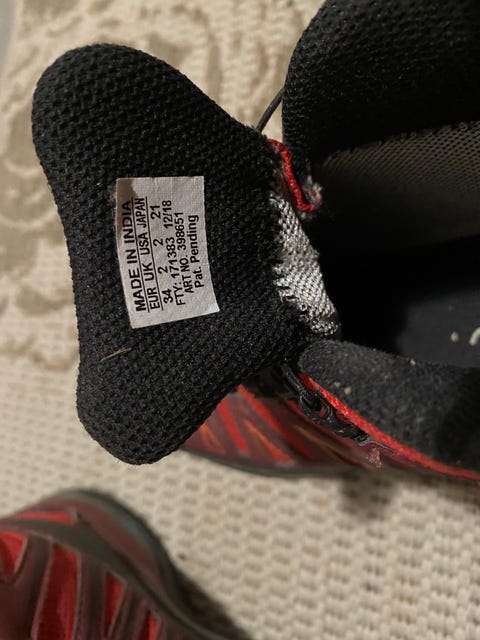 MADE IN INDIA
EUR UK USA JAPAN
34 2 2 21
FTY: 171383 12/18
ART NO. 398651
Pat. Pending